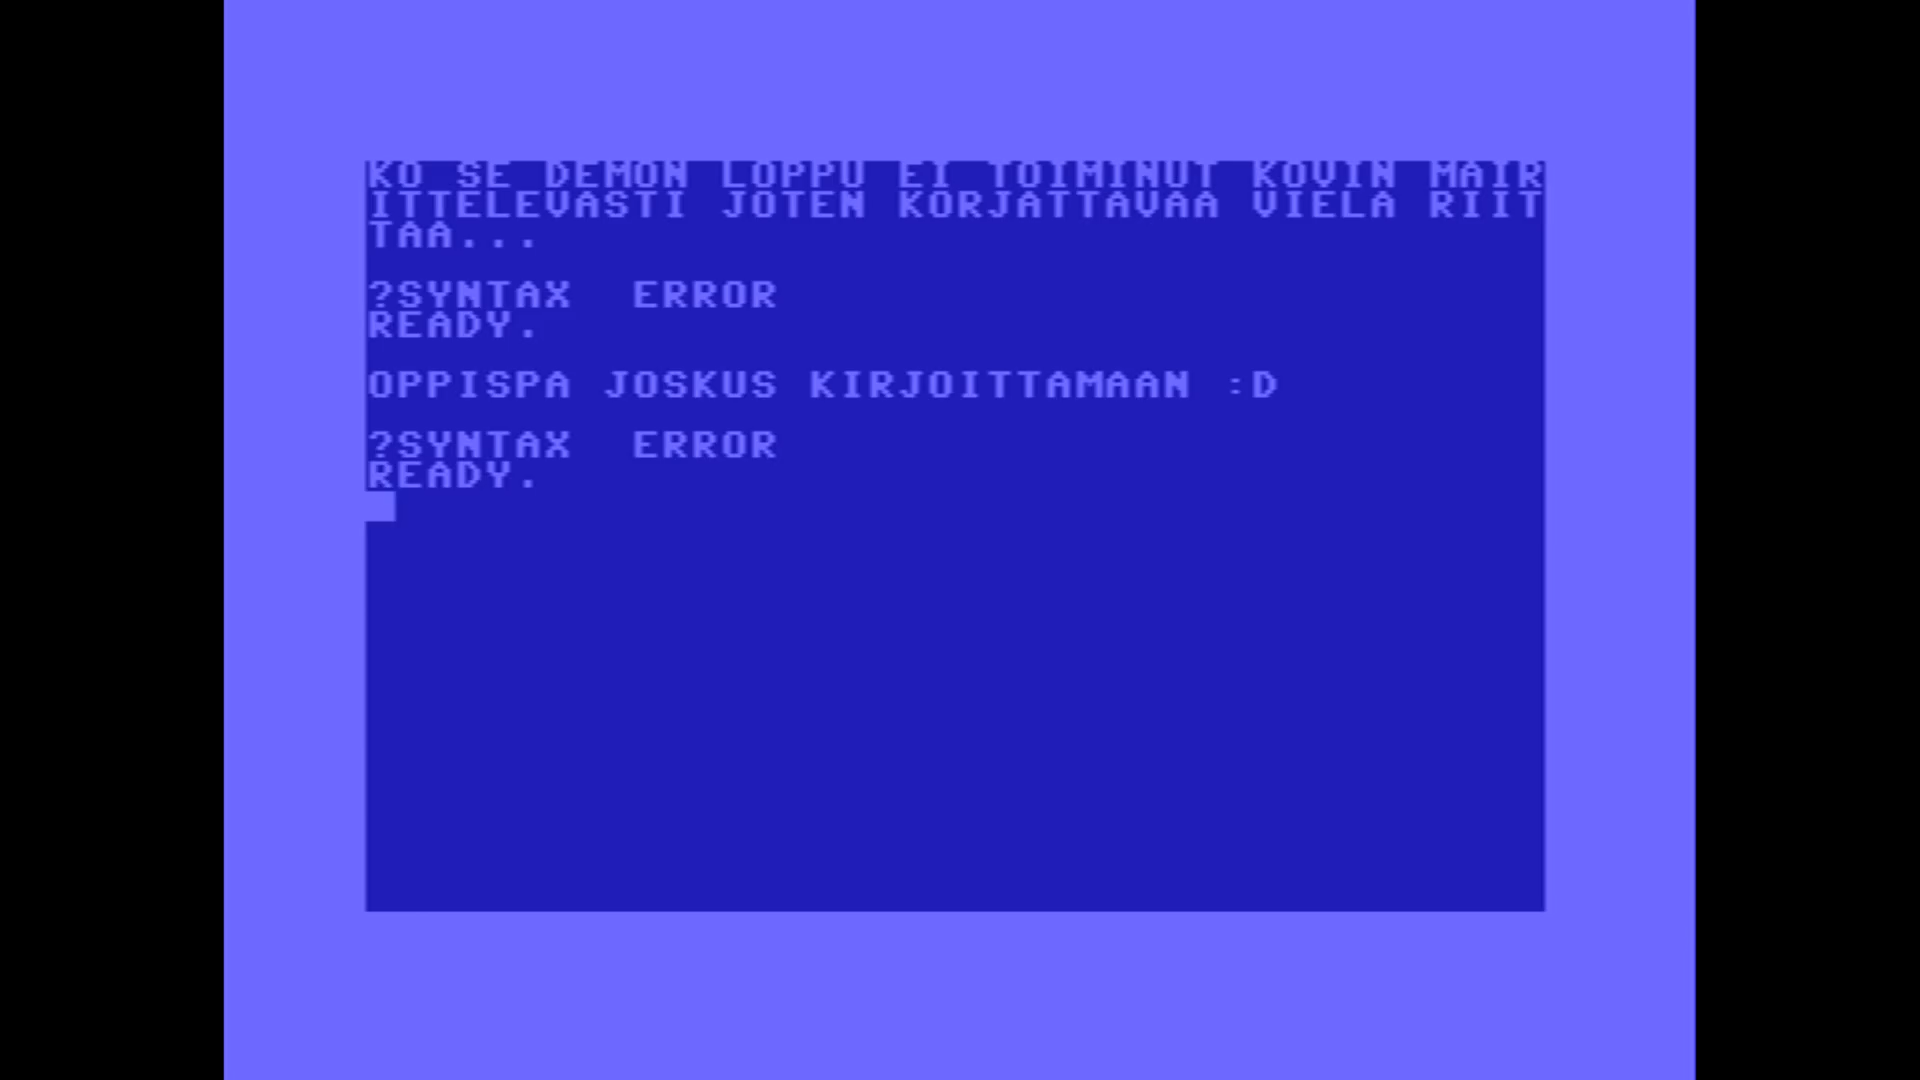 KO SE DEMON LOPPU EI TOIMINUT KOVIN MAIR
ITTELEVASTI JOTEN KORJATTAVAA VIELA RIIT
TAA...
?SYNTAX  ERROR
READY.
OPPISPA JOSKUS KIRJOITTAMAAN :D
?SYNTAX  ERROR
READY.